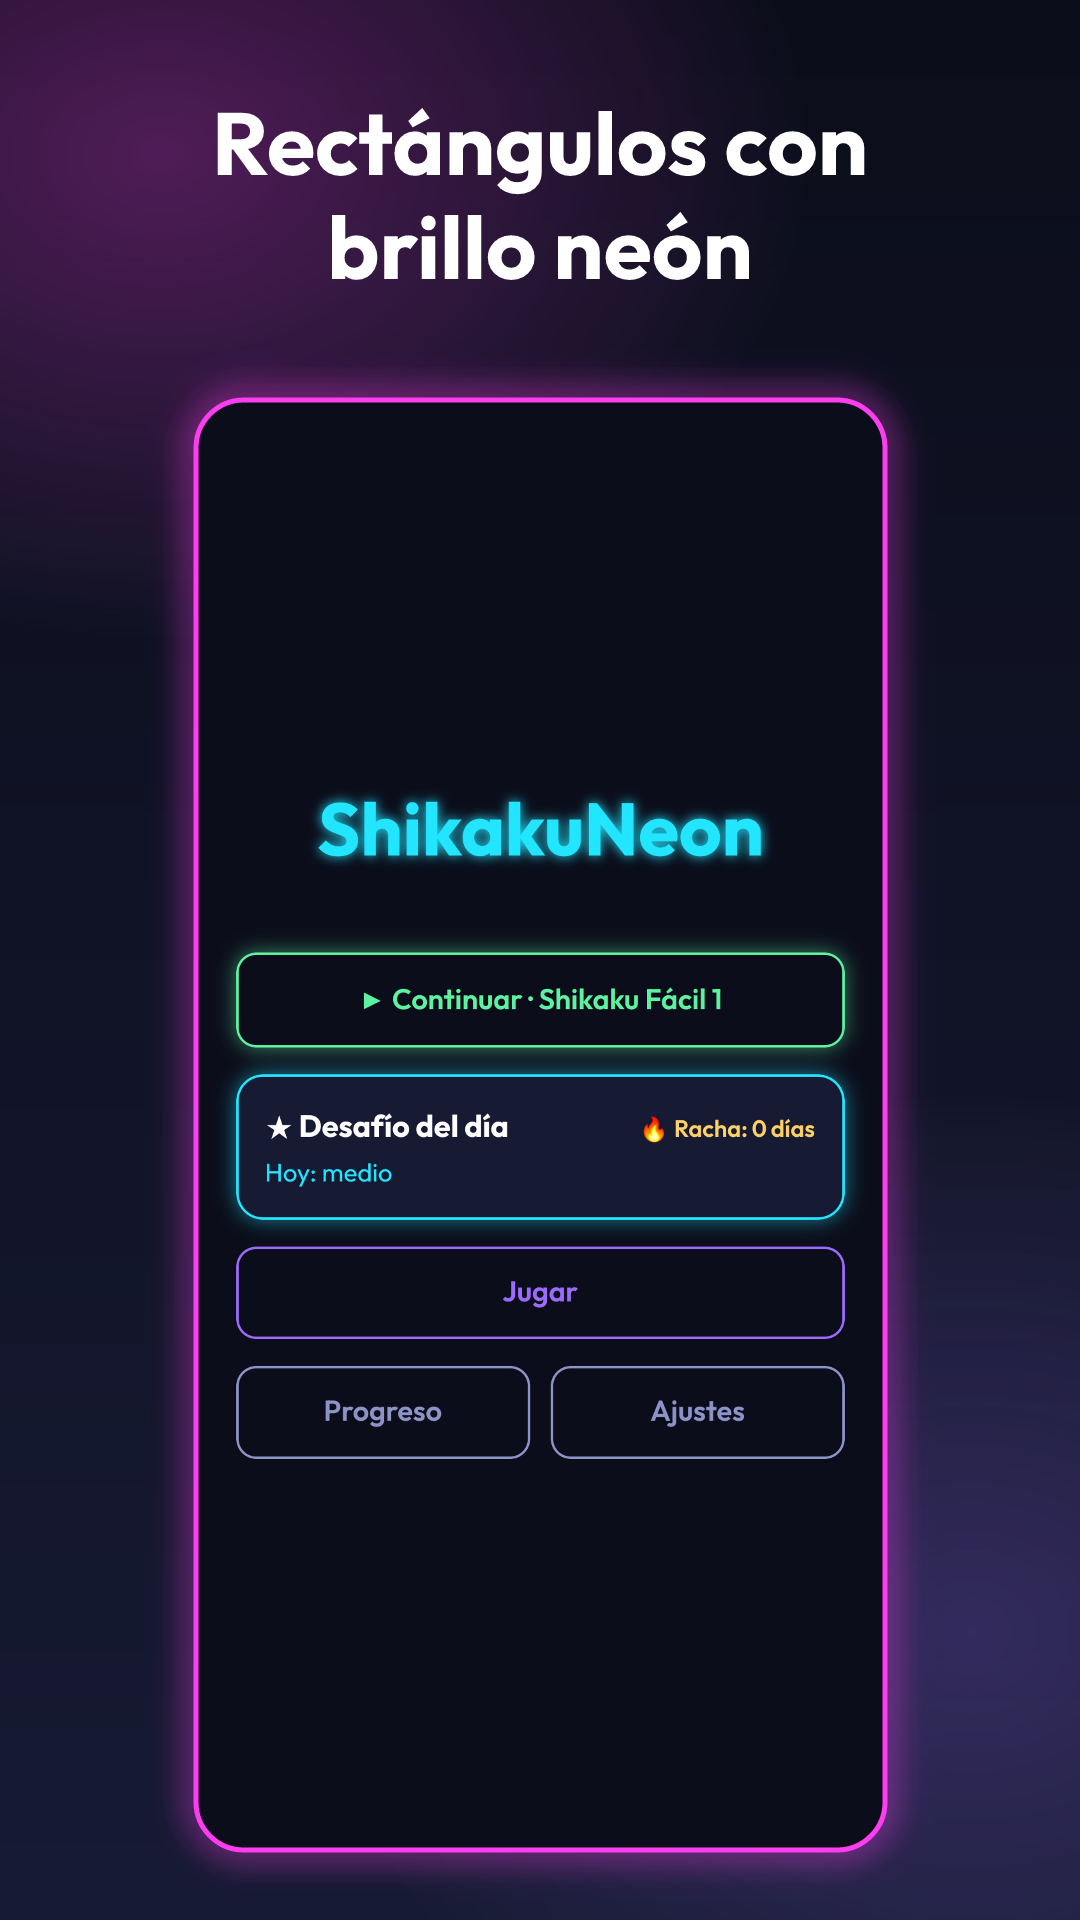 Rectángulos con
brillo neón
ShikakuNeon
► Continuar · Shikaku Fácil 1
★ Desafío del día
🔥 Racha: 0 días
Hoy: medio
Jugar
Progreso
Ajustes